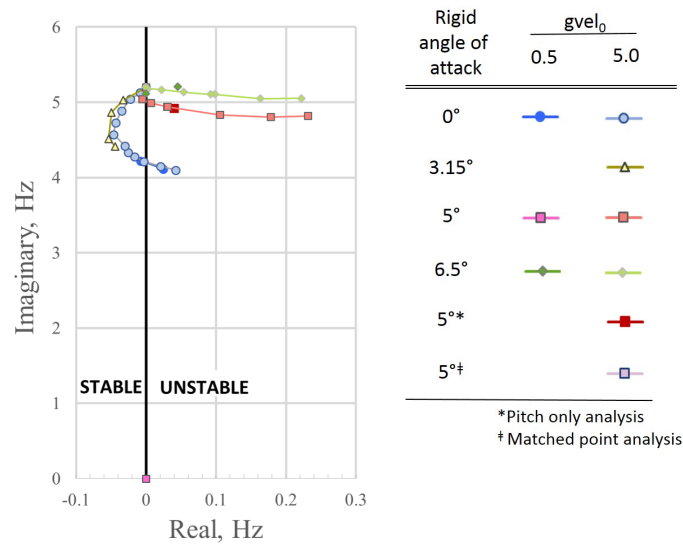 6
5
4
3
2
1
0
-0.1
0
0.1
0.2
0.3
Imaginary, Hz
Real, Hz
STABLE
UNSTABLE
Rigid angle of attack
gvel0
0.5
5.0
0°
3.15°
5°
6.5°
5°*
5°ǂ
*Pitch only analysis
ǂ Matched point analysis